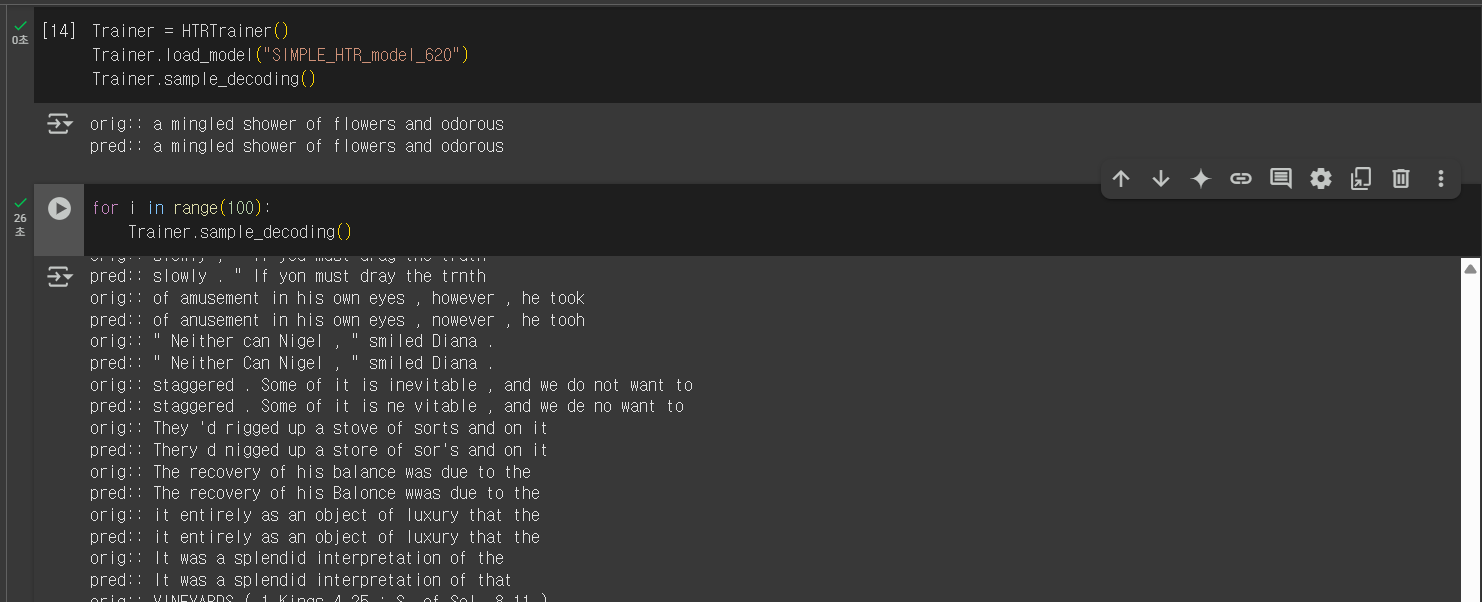 [14] Trainer = HTRTrainer()
0초
Trainer.load_model("SIMPLE_HTR_model_620")
Trainer.sample_decoding()
orig:: a mingled shower of flowers and odorous
pred:: a mingled shower of flowers and odorous
for i in range(100):
26
초
Trainer.sample_decoding()
pred:: slowly . " If yon must dray the trnth
orig:: of amusement in his own eyes , however , he took
pred:: of anusement in his own eyes , nowever , he tooh
orig:: " Neither can Nigel , " smiled Diana .
pred:: " Neither Can Nigel , " smiled Diana .
orig:: staggered . Some of it is inevitable , and we do not want to
pred:: staggered . Some of it is ne vitable , and we de no want to
orig:: They 'd rigged up a stove of sorts and on it
pred:: Thery d nigged up a store of sor's and on it
orig:: The recovery of his balance was due to the
pred:: The recovery of his Balonce wwas due to the
orig:: it entirely as an object of luxury that the
pred:: it entirely as an object of luxury that the
orig:: It was a splendid interpretation of the
pred:: It was a splendid interpretation of that